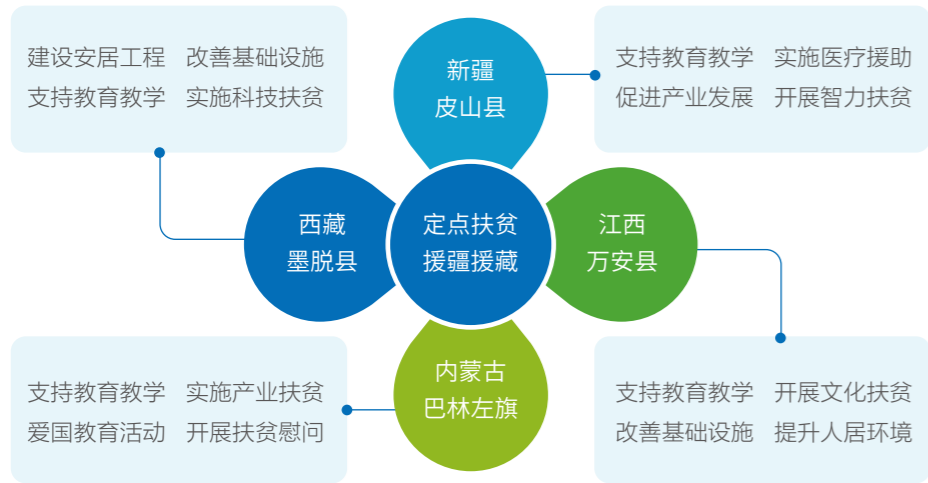 建设安居工程 改善基础设施
支持教育教学 实施科技扶贫
新疆
皮山县
支持教育教学 实施医疗援助
促进产业发展 开展智力扶贫
西藏
墨脱县
定点扶贫
援疆援藏
江西
万安县
支持教育教学 实施产业扶贫
爱国教育活动 开展扶贫慰问
内蒙古
巴林左旗
支持教育教学 开展文化扶贫
改善基础设施 提升人居环境